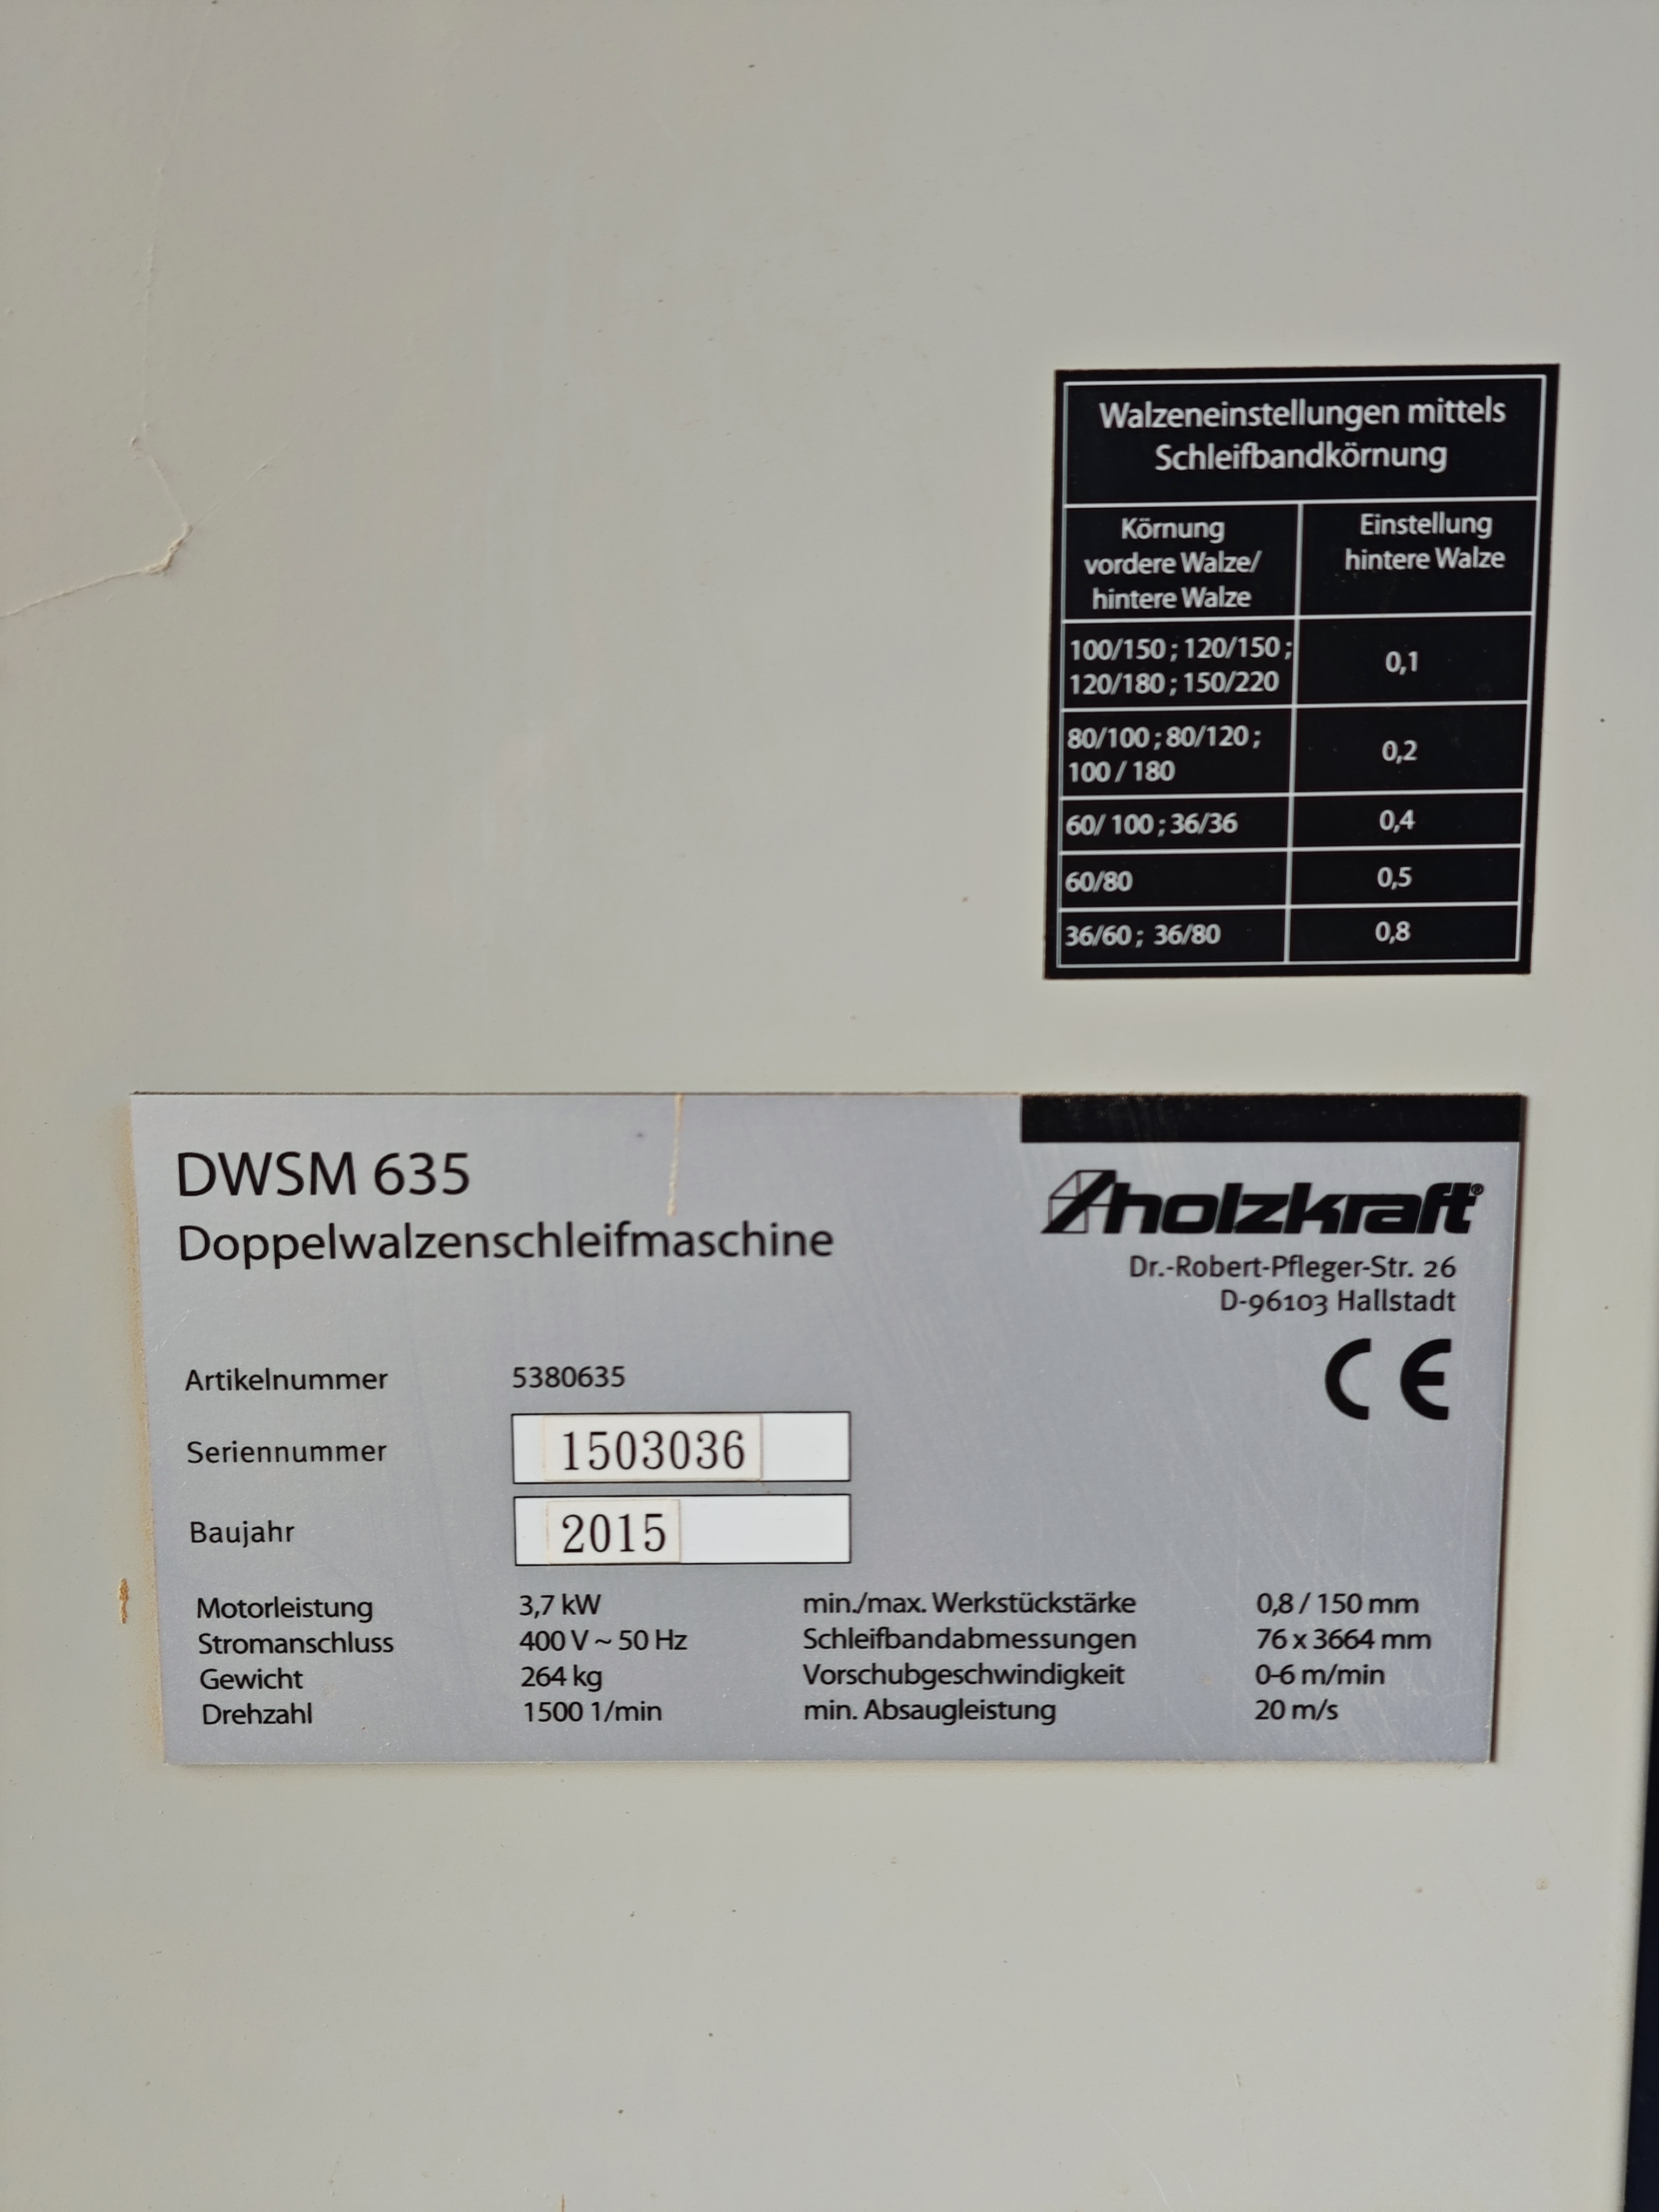 Walzeneinstellungen mittels
Schleifbandkörnung
Körnung
vordere Walze/
hintere Walze
Einstellung
hintere Walze
100/150 ; 120/150 ;
120/180 ; 150/220
0,1
80/100 ; 80/120 ;
100 / 180
0,2
60/ 100 ; 36/36
0,4
60/80
0,5
36/60 ; 36/80
0,8
DWSM 635
Doppelwalzenschleifmaschine
holzkraft®
Dr.-Robert-Pfleger-Str. 26
D-96103 Hallstadt
CE
Artikelnummer 5380635
Seriennummer 1503036
Baujahr 2015
Motorleistung 3,7 kW min./max. Werkstückstärke 0,8 / 150 mm
Stromanschluss 400 V ~ 50 Hz Schleifbandabmessungen 76 x 3664 mm
Gewicht 264 kg Vorschubgeschwindigkeit 0-6 m/min
Drehzahl 1500 1/min min. Absaugleistung 20 m/s